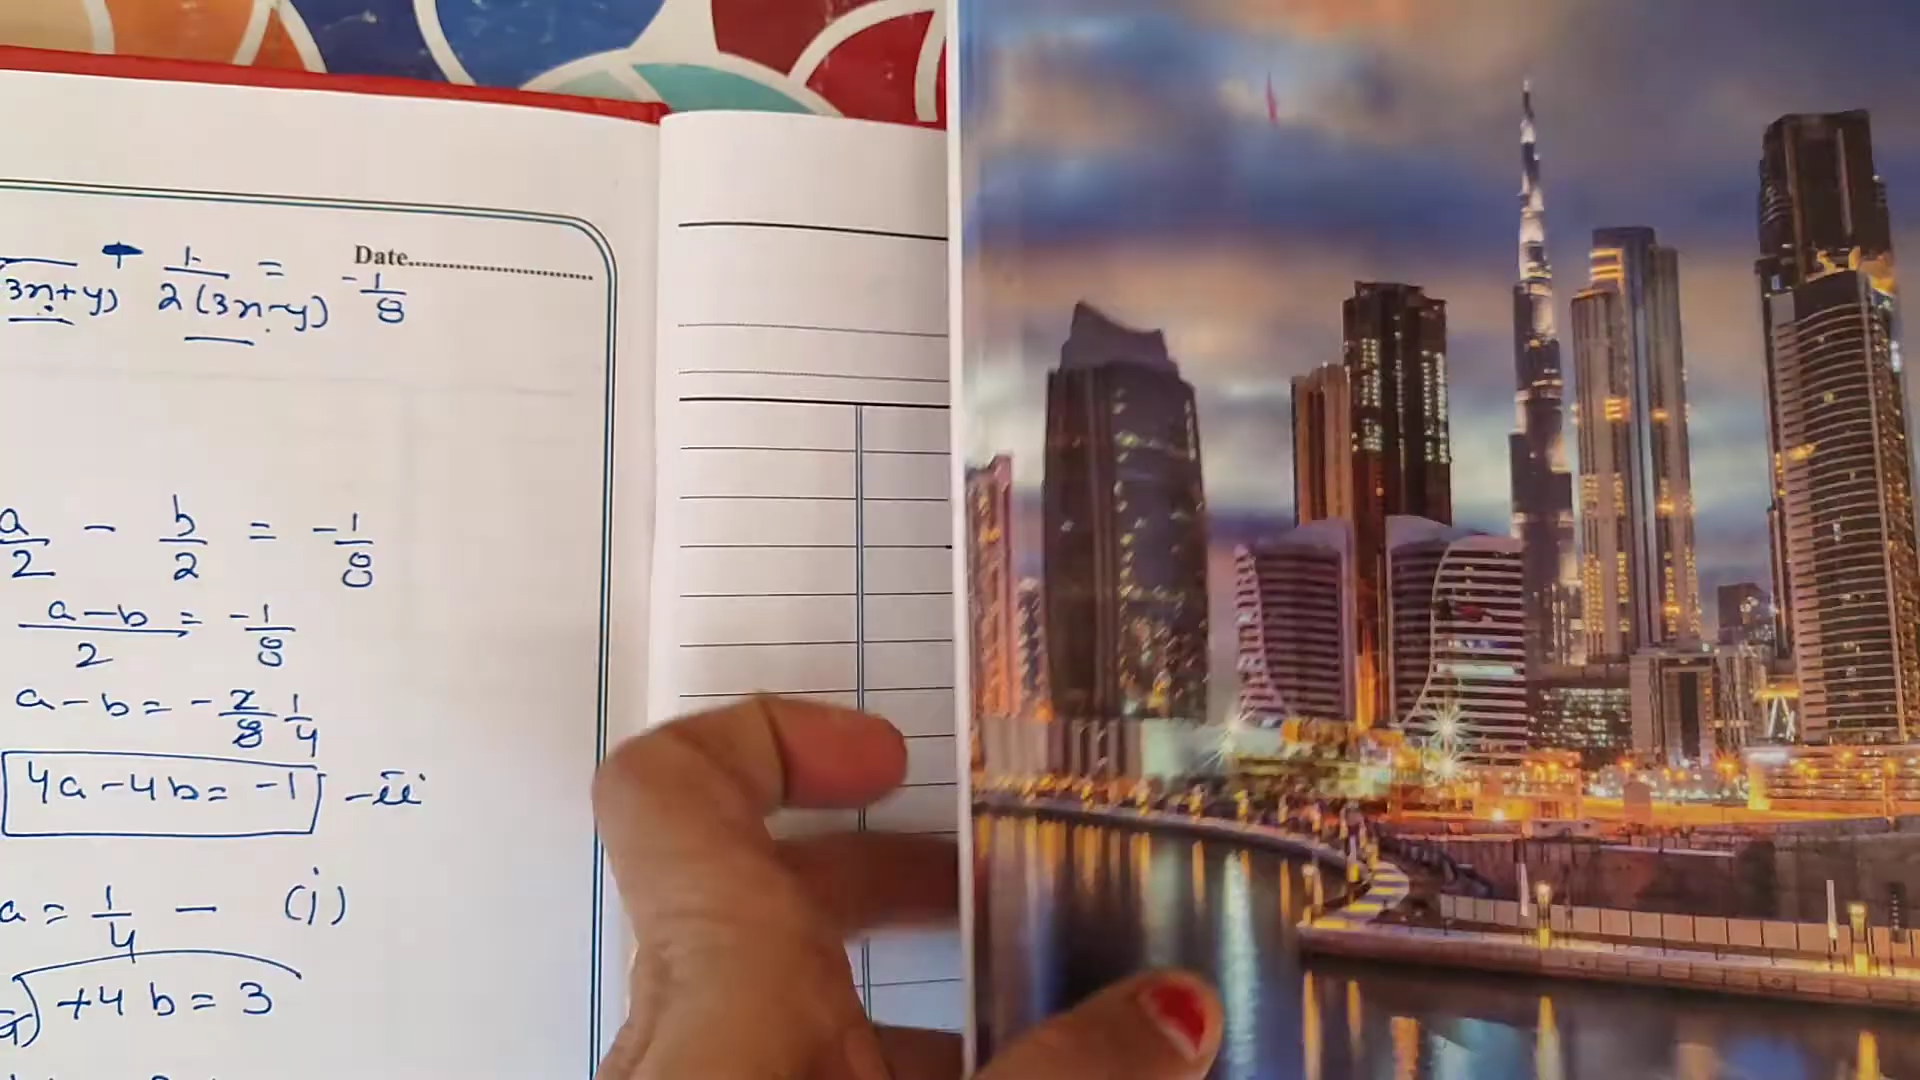 Date
3x+y) + 1/2(3x-y) = -1/8
a/2 - b/2 = -1/8
a-b/2 = -1/8
a-b = -2/8 1/4
4a-4b = -1 -ii
a = 1/4 - (i)
+4b = 3